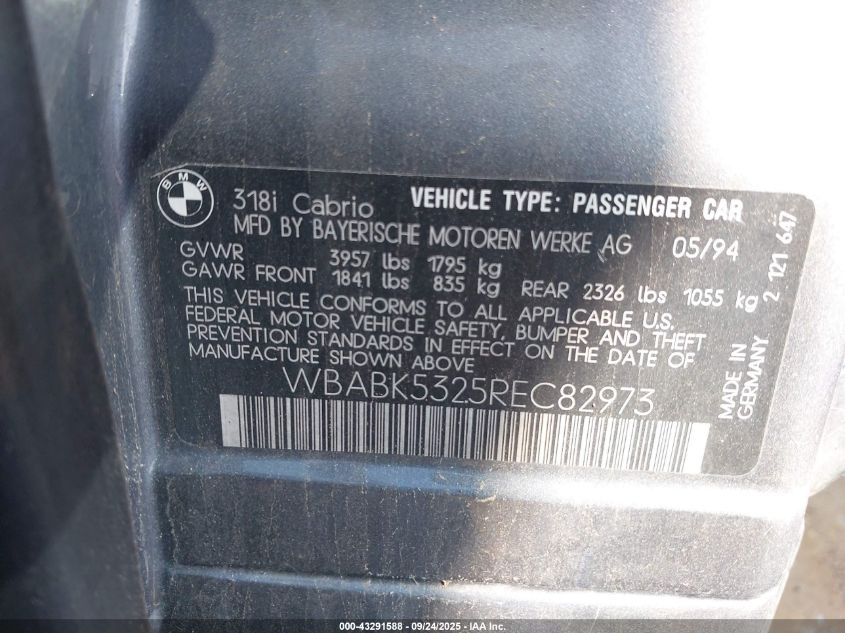 BMW
318i Cabrio VEHICLE TYPE: PASSENGER CAR
MFD BY BAYERISCHE MOTOREN WERKE AG 05/94
GVWR 3957 lbs 1795 kg
GAWR FRONT 1841 lbs 835 kg REAR 2326 lbs 1055 kg
THIS VEHICLE CONFORMS TO ALL APPLICABLE U.S.
FEDERAL MOTOR VEHICLE SAFETY, BUMPER AND THEFT
PREVENTION STANDARDS IN EFFECT ON THE DATE OF
MANUFACTURE SHOWN ABOVE
WBABK5325REC82973
2 121 647
MADE IN
GERMANY
000-43291588 - 09/24/2025 - IAA Inc.